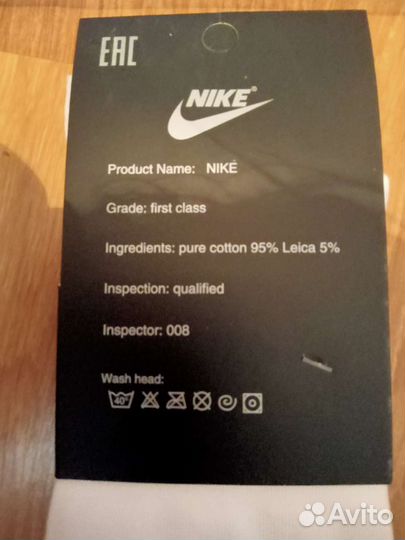 EAC
NIKE®
Product Name: NIKE
Grade: first class
Ingredients: pure cotton 95% Leica 5%
Inspection: qualified
Inspector: 008
Wash head:
40°
Avito